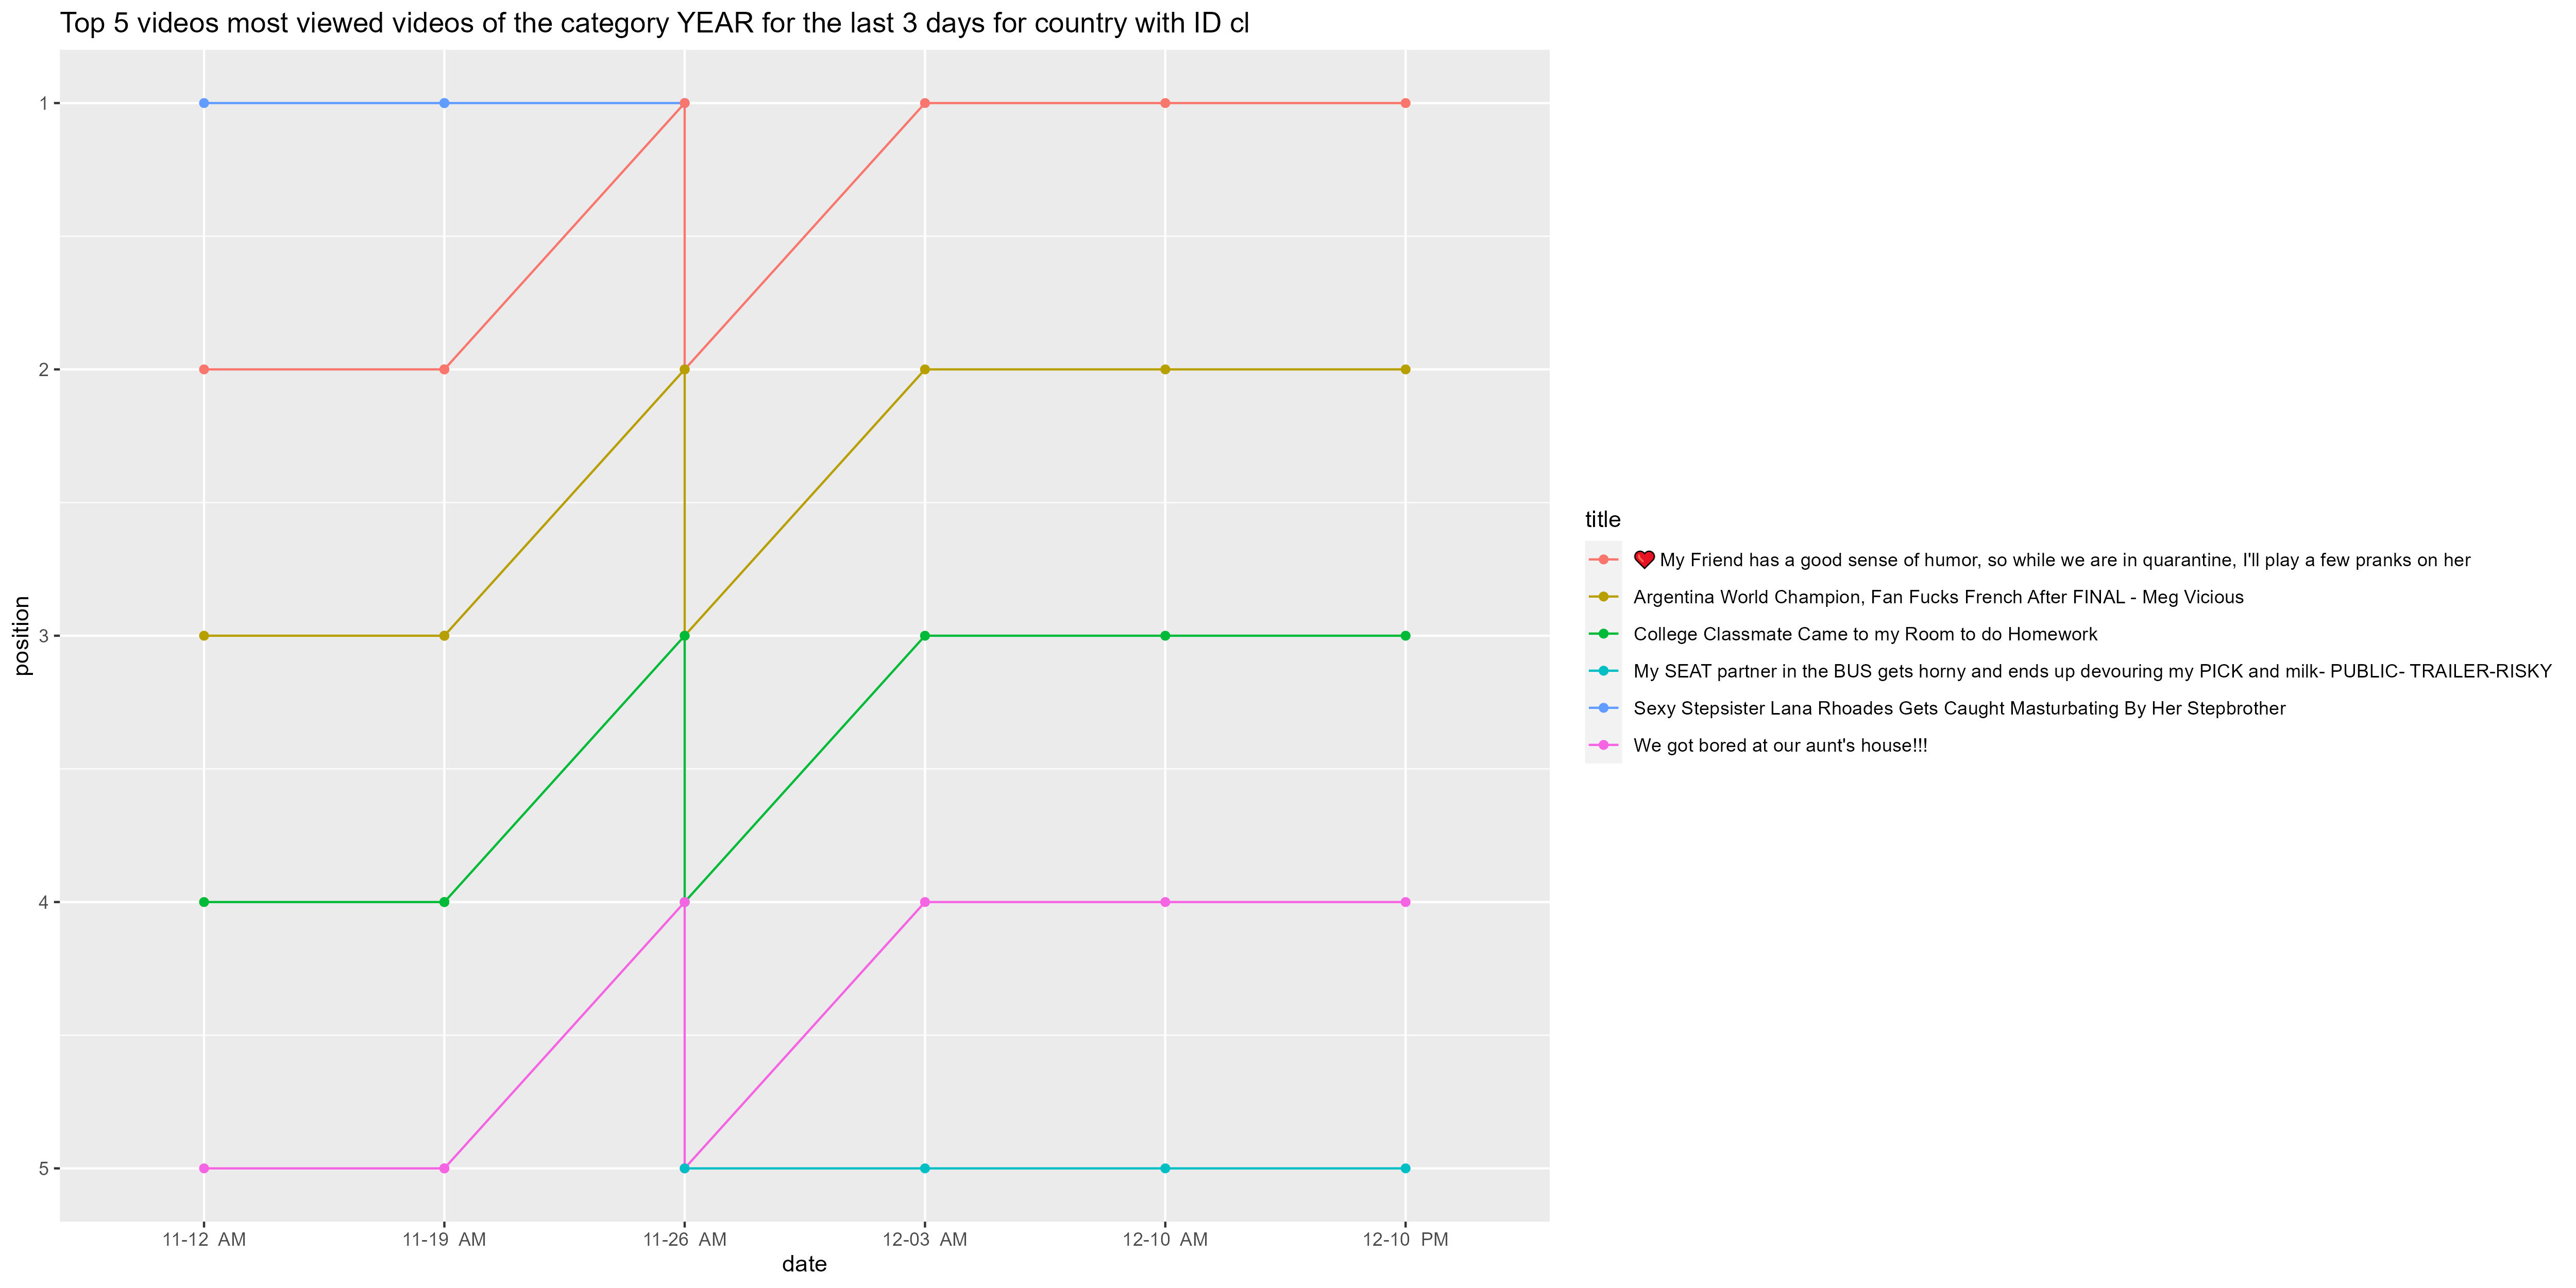 Top 5 videos most viewed videos of the category YEAR for the last 3 days for country with ID cl
position
1
2
3
4
5
11-12 AM
11-19 AM
11-26 AM
12-03 AM
12-10 AM
12-10 PM
date
title
❤ My Friend has a good sense of humor, so while we are in quarantine, I'll play a few pranks on her
Argentina World Champion, Fan Fucks French After FINAL - Meg Vicious
College Classmate Came to my Room to do Homework
My SEAT partner in the BUS gets horny and ends up devouring my PICK and milk- PUBLIC- TRAILER-RISKY
Sexy Stepsister Lana Rhoades Gets Caught Masturbating By Her Stepbrother
We got bored at our aunt's house!!!